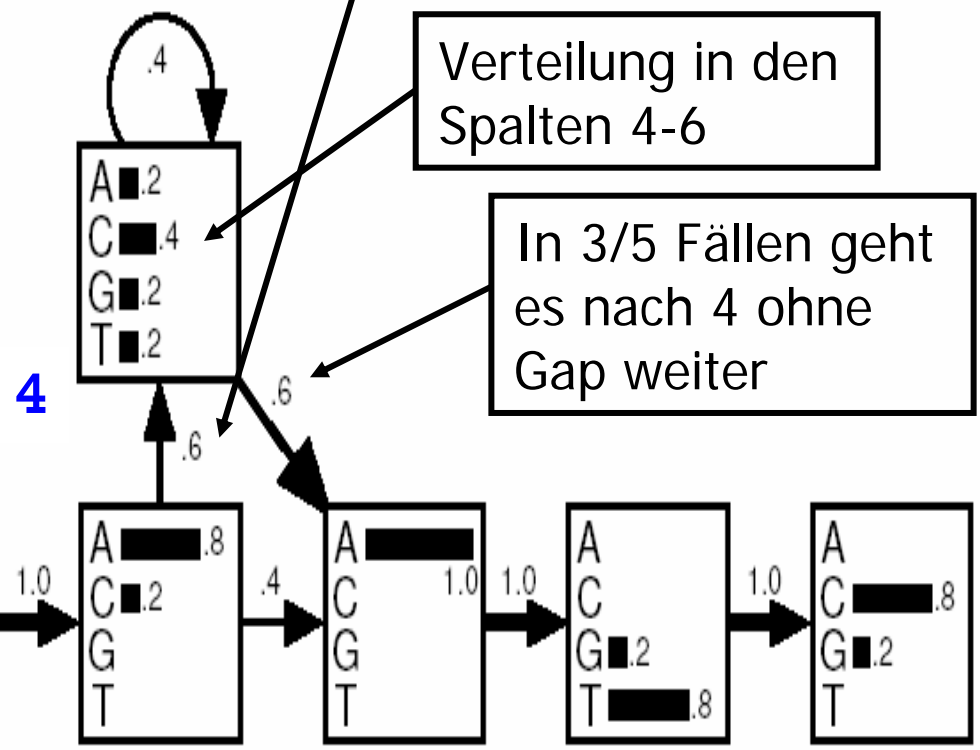 .4
Verteilung in den
Spalten 4-6
A .2
C .4
G .2
T .2
In 3/5 Fällen geht
es nach 4 ohne
Gap weiter
4
.6
.6
1.0
A .8
C .2
G
T
.4
A
1.0
C
G
T
1.0
A
C
G .2
T .8
1.0
A
C .8
G .2
T